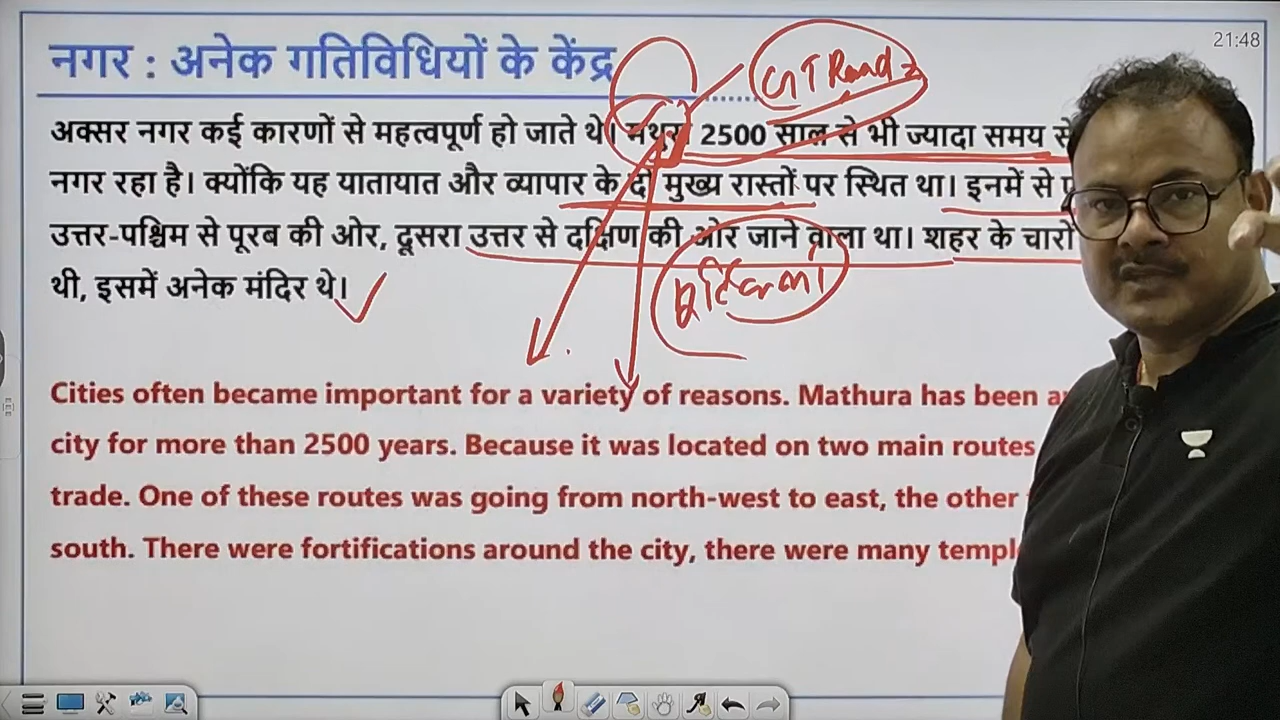 21:48
नगर : अनेक गतिविधियों के केंद्र
GT Road
अक्सर नगर कई कारणों से महत्वपूर्ण हो जाते थे। मथुरा 2500 साल से भी ज्यादा समय से
नगर रहा है। क्योंकि यह यातायात और व्यापार के दो मुख्य रास्तों पर स्थित था। इनमें से
उत्तर-पश्चिम से पूरब की ओर, दूसरा उत्तर से दक्षिण की ओर जाने वाला था। शहर के चारों
थी, इसमें अनेक मंदिर थे।
Cities often became important for a variety of reasons. Mathura has been
city for more than 2500 years. Because it was located on two main routes
trade. One of these routes was going from north-west to east, the other
south. There were fortifications around the city, there were many